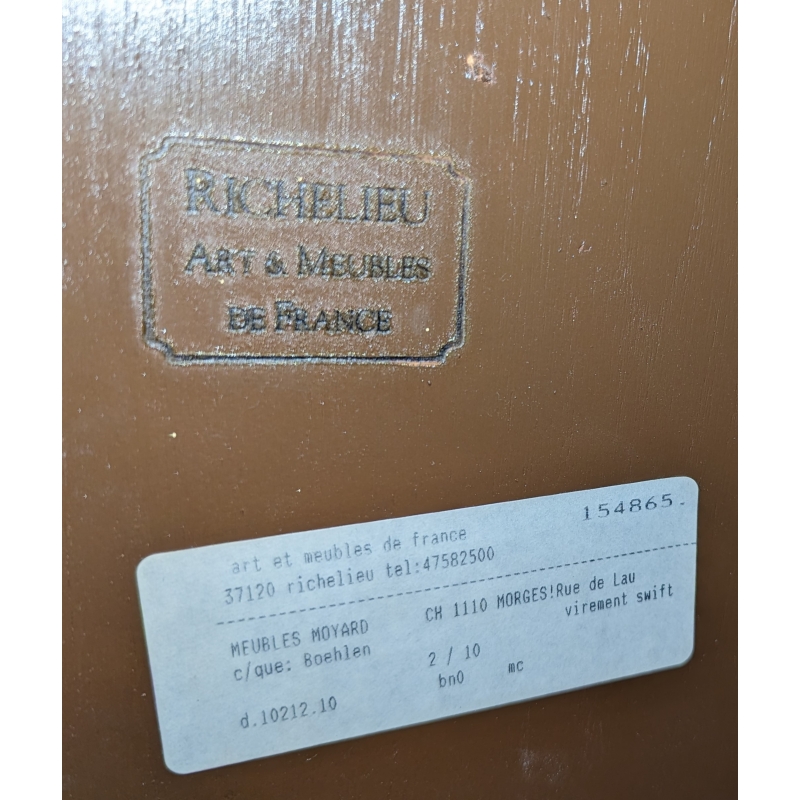 RICHELIEU
ART & MEUBLES
DE FRANCE
154865.
art et meubles de france
37120 richelieu tel:47582500
MEUBLES MOYARD CH 1110 MORGES!Rue de Lau
c/que: Boehlen virement swift
2 / 10
d.10212.10 bn0 mc